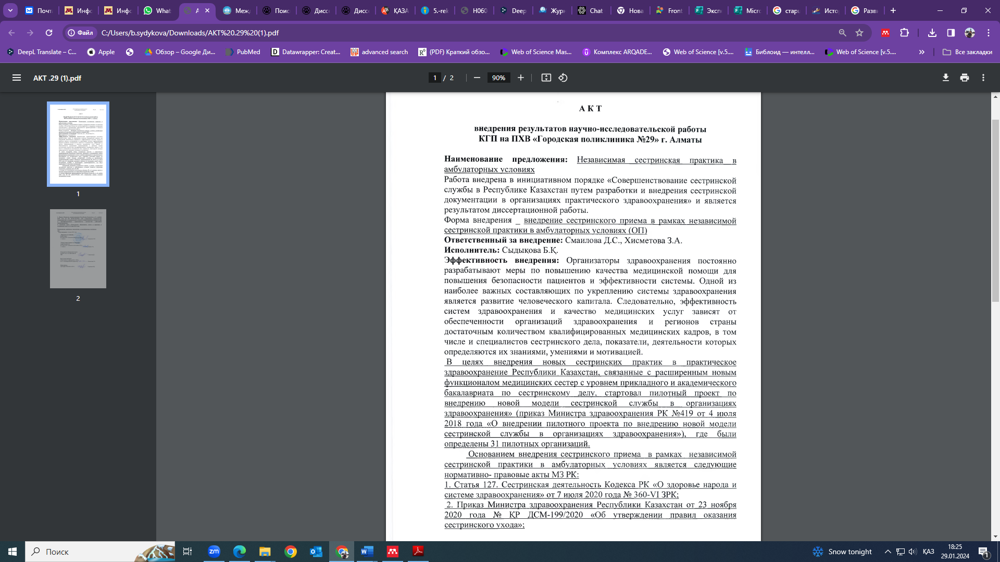 Почт
Инфо
Инфо
What
А
Межд
Поис
Дисс
Дисс
ҚАЗА
5.-rek
H060
Deep
Журн
Chat
Нова
Front
Эксп
Micro
старш
Исто
Разви
Файл
C:/Users/b.sydykova/Downloads/АКТ%20.29%20(1).pdf
DeepL Translate – С...
Apple
Обзор – Google Ди...
PubMed
Datawrapper: Creat...
advanced search
(PDF) Краткий обзо...
Web of Science Mas...
Комплекс ARQADE...
Web of Science [v.5....
Библоид — интелл...
Web of Science [v.5....
Все закладки
АКТ .29 (1).pdf
1 / 2
90%
1
2
А К Т
внедрения результатов научно-исследовательской работы
КГП на ПХВ «Городская поликлиника №29» г. Алматы
Наименование предложения: Независимая сестринская практика в
амбулаторных условиях
Работа внедрена в инициативном порядке «Совершенствование сестринской
службы в Республике Казахстан путем разработки и внедрения сестринской
документации в организациях практического здравоохранения» и является
результатом диссертационной работы.
Форма внедрения _ внедрение сестринского приема в рамках независимой
сестринской практики в амбулаторных условиях (ОП)
Ответственный за внедрение: Смаилова Д.С., Хисметова З.А.
Исполнитель: Сыдықова Б.Қ.
Эффективность внедрения: Организаторы здравоохранения постоянно
разрабатывают меры по повышению качества медицинской помощи для
повышения безопасности пациентов и эффективности системы. Одной из
наиболее важных составляющих по укреплению системы здравоохранения
является развитие человеческого капитала. Следовательно, эффективность
систем здравоохранения и качество медицинских услуг зависят от
обеспеченности организаций здравоохранения и регионов страны
достаточным количеством квалифицированных медицинских кадров, в том
числе и специалистов сестринского дела, показатели, деятельности которых
определяются их знаниями, умениями и мотивацией.
В целях внедрения новых сестринских практик в практическое
здравоохранение Республики Казахстан, связанные с расширенным новым
функционалом медицинских сестер с уровнем прикладного и академического
бакалавриата по сестринскому делу, стартовал пилотный проект по
внедрению новой модели сестринской службы в организациях
здравоохранения» (приказ Министра здравоохранения РК №419 от 4 июля
2018 года «О внедрении пилотного проекта по внедрению новой модели
сестринской службы в организациях здравоохранения»), где были
определены 31 пилотных организаций.
Основанием внедрения сестринского приема в рамках независимой
сестринской практики в амбулаторных условиях является следующие
нормативно- правовые акты МЗ РК:
1. Статья 127. Сестринская деятельность Кодекса РК «О здоровье народа и
системе здравоохранения» от 7 июля 2020 года № 360-VI ЗРК;
2. Приказ Министра здравоохранения Республики Казахстан от 23 ноября
2020 года № ҚР ДСМ-199/2020 «Об утверждении правил оказания
сестринского ухода»;
Поиск
Snow tonight
ҚАЗ
18:25
29.01.2024
1